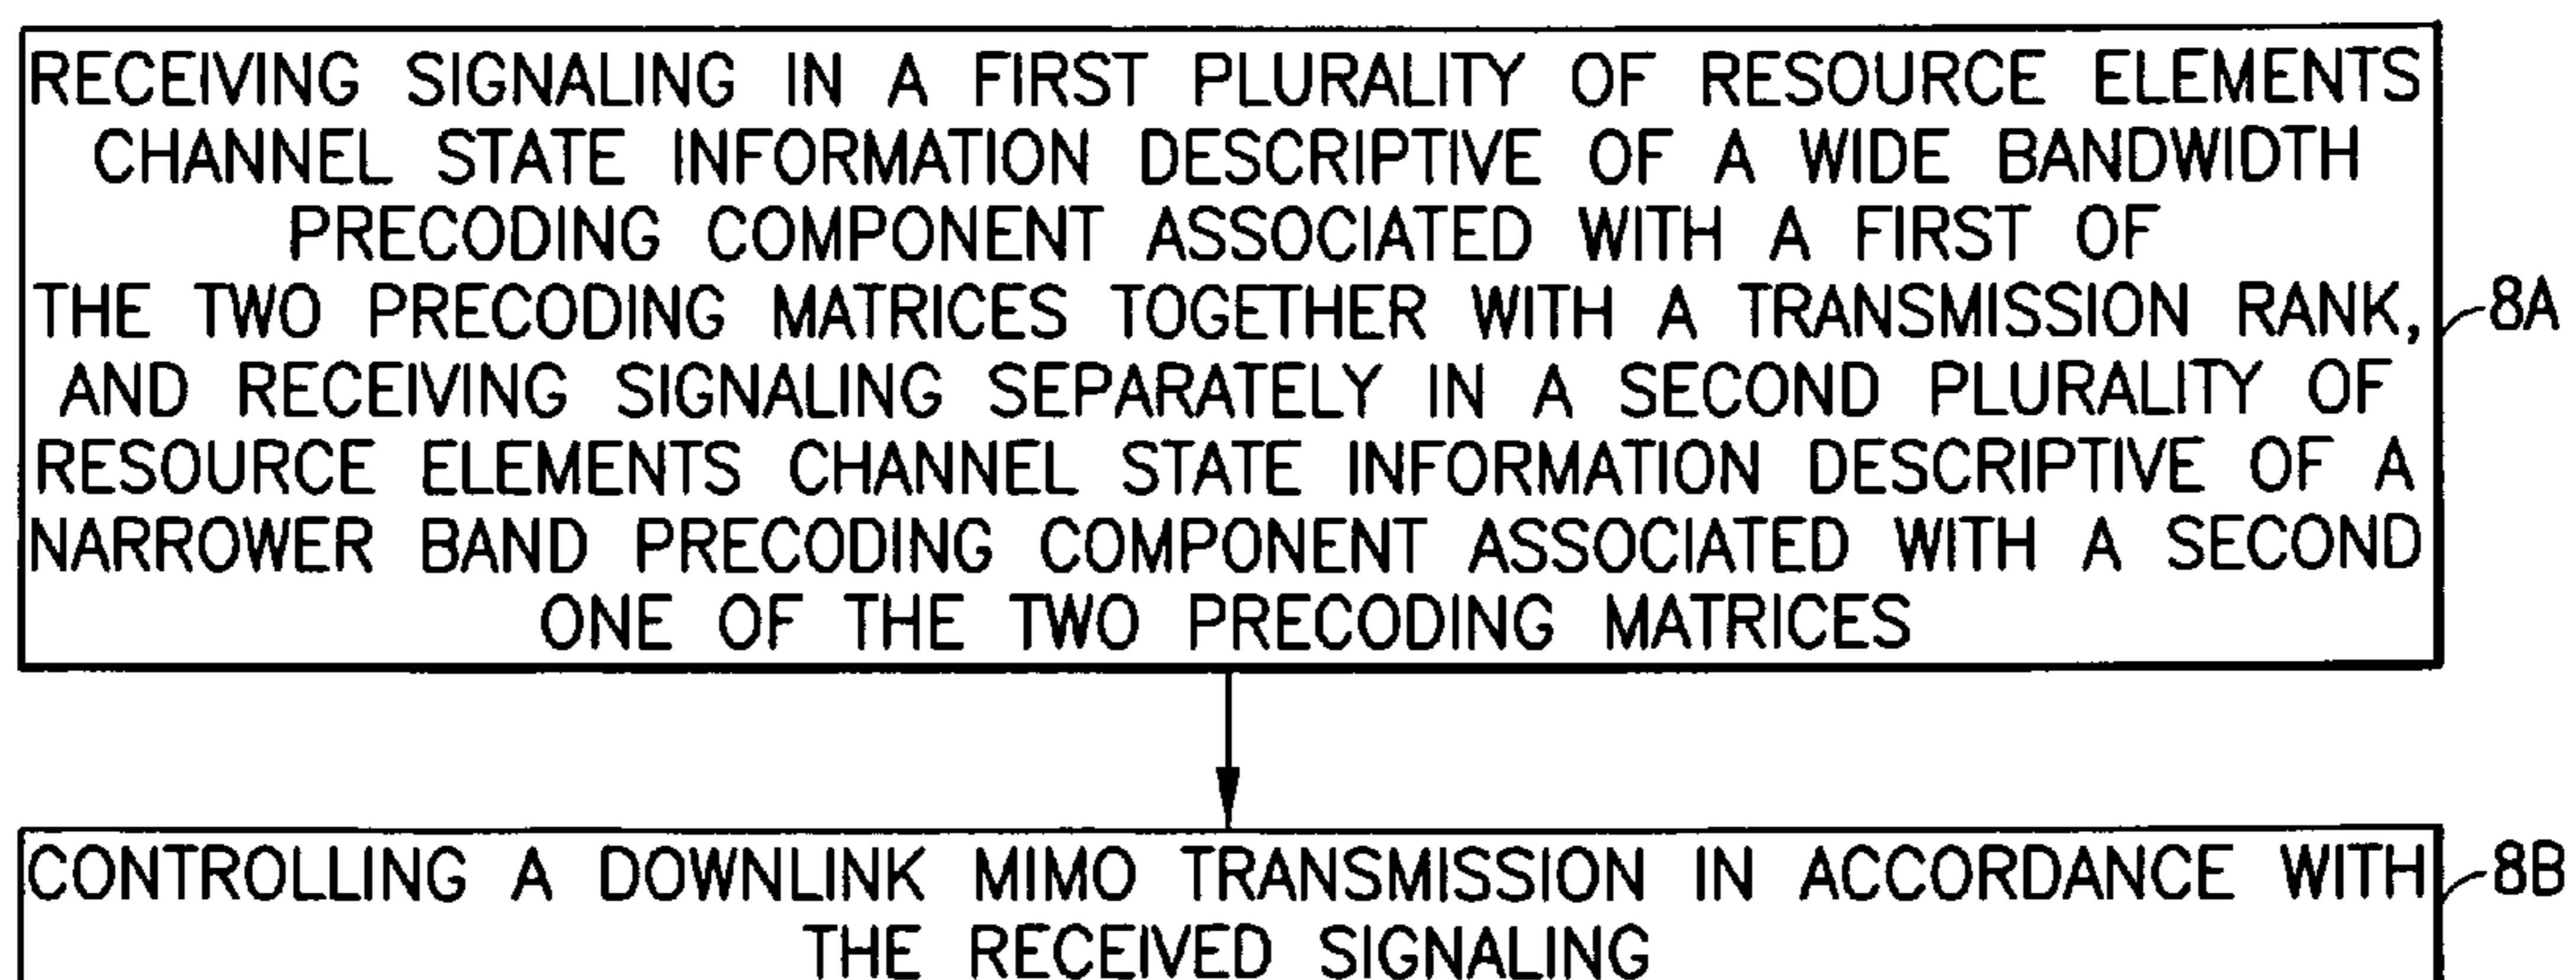 RECEIVING SIGNALING IN A FIRST PLURALITY OF RESOURCE ELEMENTS
CHANNEL STATE INFORMATION DESCRIPTIVE OF A WIDE BANDWIDTH
PRECODING COMPONENT ASSOCIATED WITH A FIRST OF
THE TWO PRECODING MATRICES TOGETHER WITH A TRANSMISSION RANK,
AND RECEIVING SIGNALING SEPARATELY IN A SECOND PLURALITY OF
RESOURCE ELEMENTS CHANNEL STATE INFORMATION DESCRIPTIVE OF A
NARROWER BAND PRECODING COMPONENT ASSOCIATED WITH A SECOND
ONE OF THE TWO PRECODING MATRICES
8A
CONTROLLING A DOWNLINK MIMO TRANSMISSION IN ACCORDANCE WITH
THE RECEIVED SIGNALING
8B